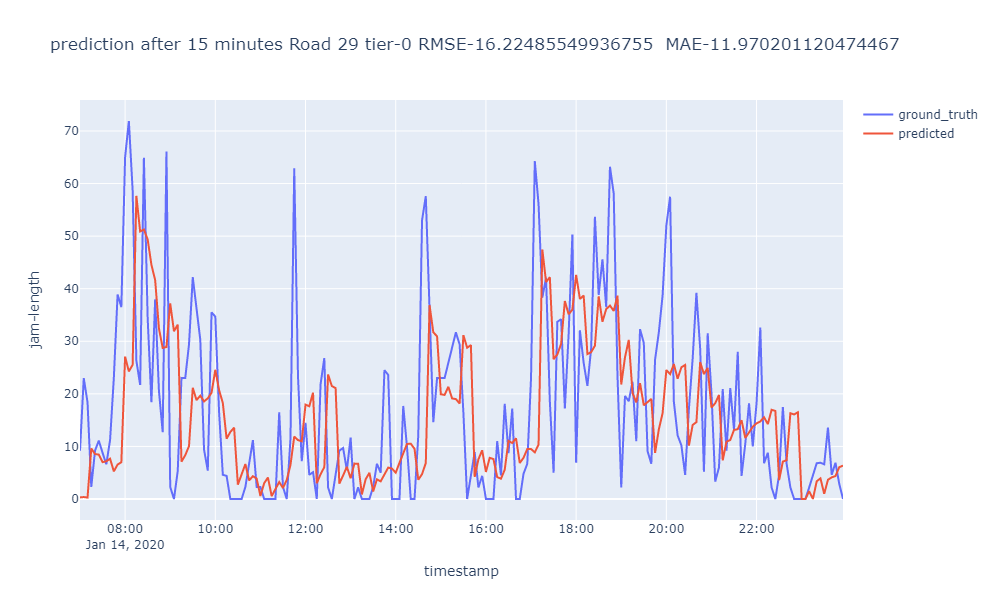 prediction after 15 minutes Road 29 tier-0 RMSE-16.22485549936755  MAE-11.970201120474467
ground_truth
predicted
jam-length
70
60
50
40
30
20
10
0
08:00 10:00 12:00 14:00 16:00 18:00 20:00 22:00
Jan 14, 2020
timestamp